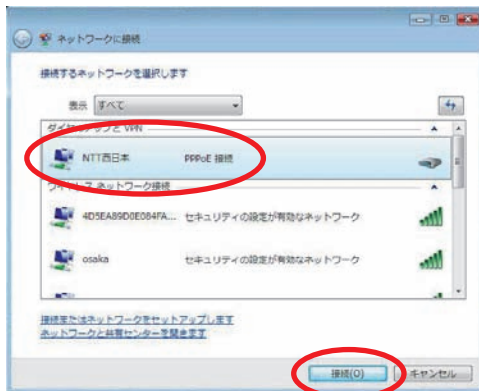 ネットワークに接続
接続するネットワークを選択します
表示 すべて
ダイヤルアップと VPN
NTT西日本 PPPoE 接続
ワイヤレス ネットワーク接続
4D5EA89D0E084FA... セキュリティの設定が有効なネットワーク
osaka セキュリティの設定が有効なネットワーク
接続またはネットワークをセットアップします
ネットワークと共有センターを開きます
接続(O) キャンセル